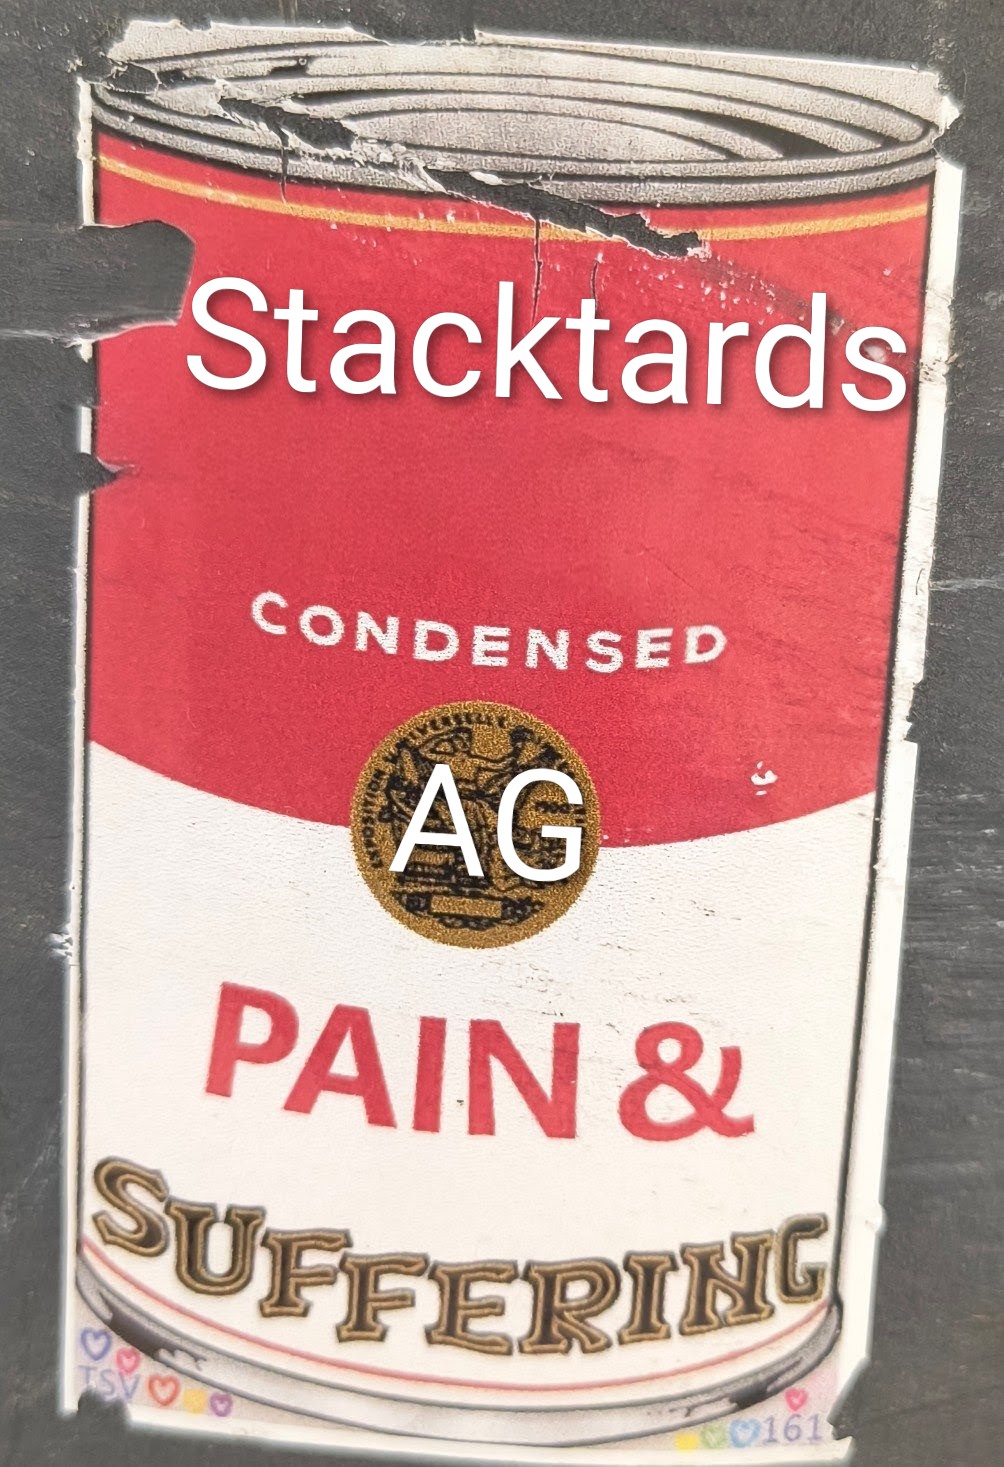 Stacktards
CONDENSED
AG
PAIN &
SUFFERING
TSV
161